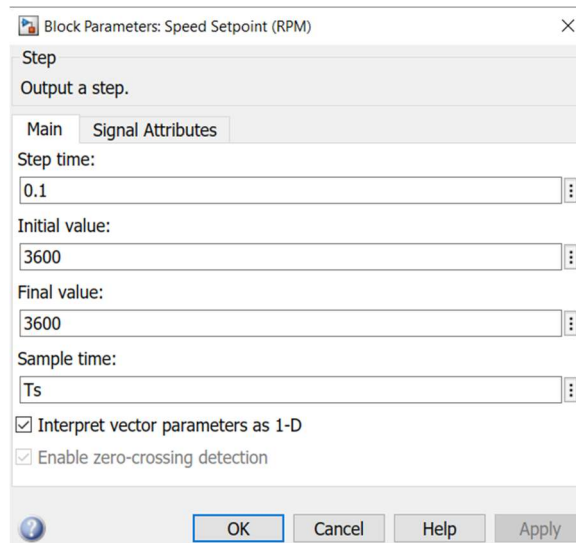 Block Parameters: Speed Setpoint (RPM)
Step
Output a step.
Main Signal Attributes
Step time:
0.1
Initial value:
3600
Final value:
3600
Sample time:
Ts
Interpret vector parameters as 1-D
Enable zero-crossing detection
OK Cancel Help Apply